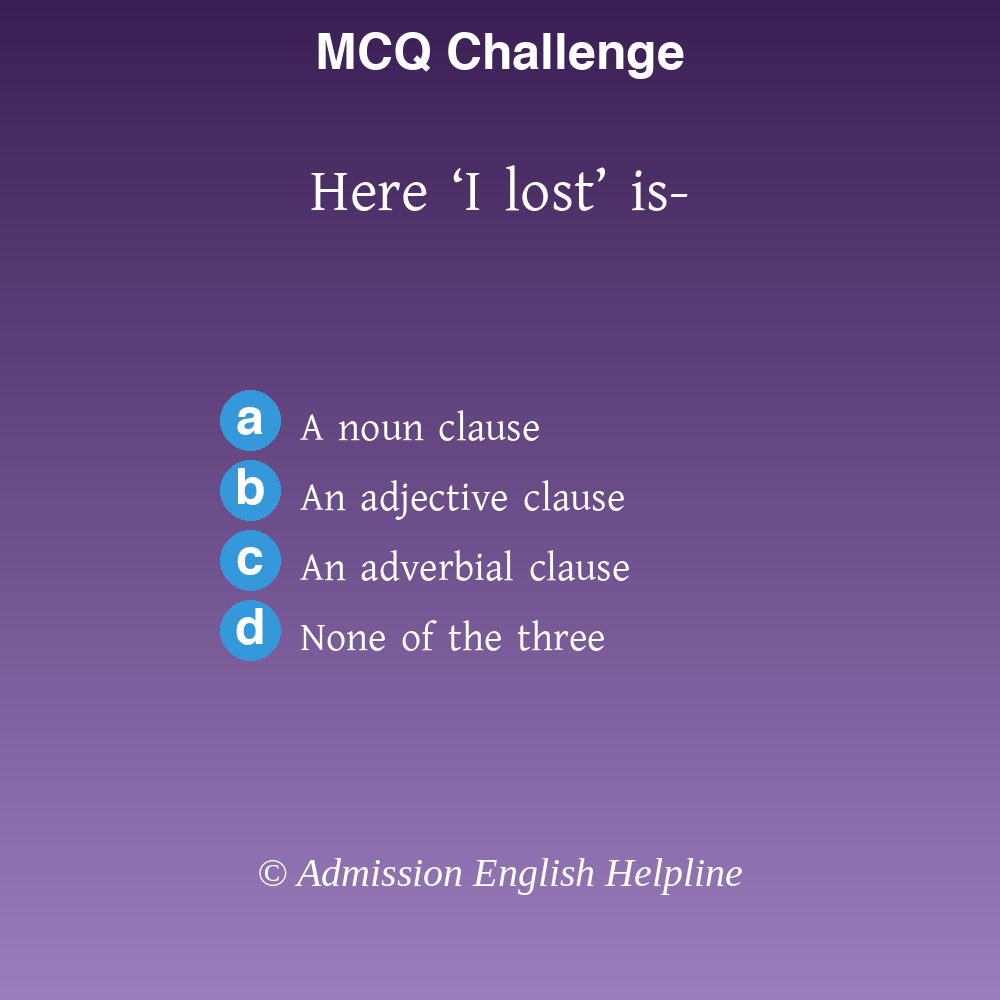 MCQ Challenge
Here ‘I lost’ is-
a A noun clause
b An adjective clause
c An adverbial clause
d None of the three
© Admission English Helpline